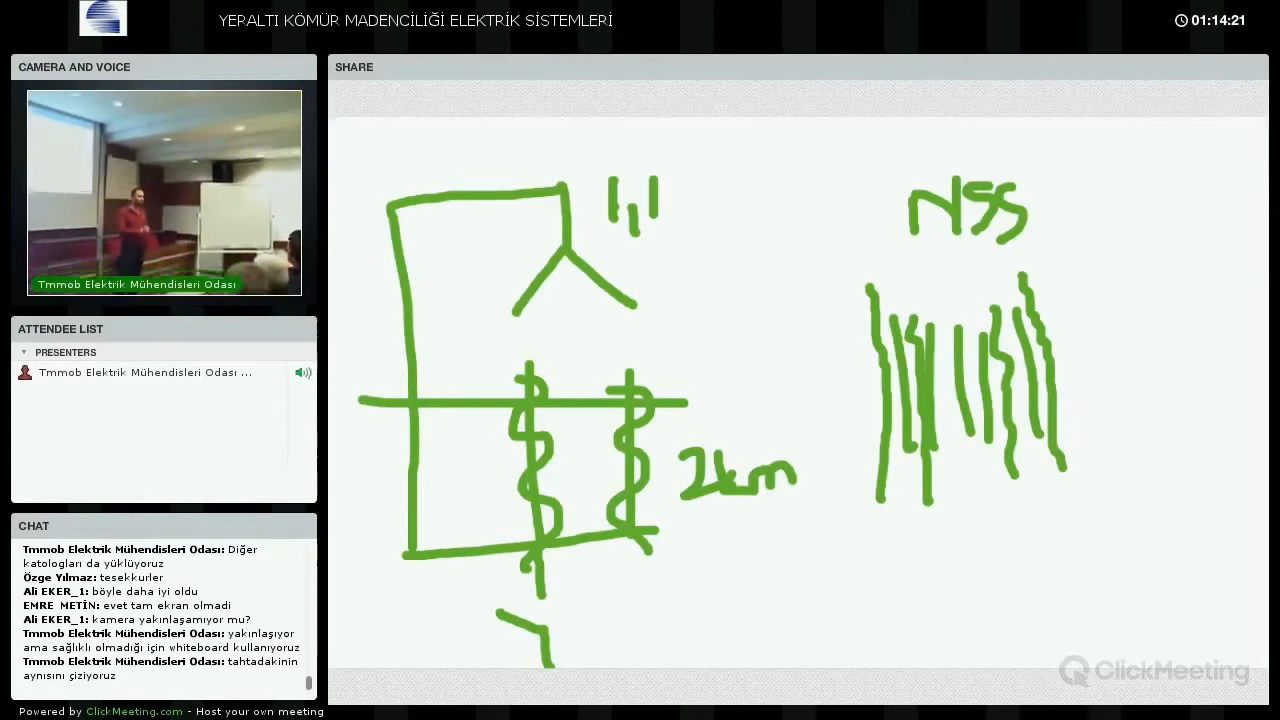 YERALTI KÖMÜR MADENCİLİĞİ ELEKTRİK SİSTEMLERİ
01:14:21
CAMERA AND VOICE
SHARE
Tmmob Elektrik Mühendisleri Odası
1,1
NSS
2km
ATTENDEE LIST
PRESENTERS
Tmmob Elektrik Mühendisleri Odası ...
CHAT
Tmmob Elektrik Mühendisleri Odası: Diğer
katologları da yüklüyoruz
Özge Yılmaz: tesekkurler
Ali EKER_1: böyle daha iyi oldu
EMRE METİN: evet tam ekran olmadi
Ali EKER_1: kamera yakınlaşamıyor mu?
Tmmob Elektrik Mühendisleri Odası: yakınlaşıyor
ama sağlıklı olmadığı için whiteboard kullanıyoruz
Tmmob Elektrik Mühendisleri Odası: tahtadakinin
aynısını çiziyoruz
ClickMeeting
Powered by ClickMeeting.com - Host your own meeting